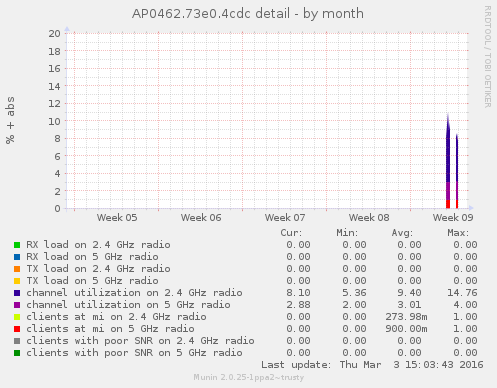 AP0462.73e0.4cdc detail - by month
RRDTOOL / TOBI OETIKER
% + abs
20
18
16
14
12
10
8
6
4
2
0
Week 05 Week 06 Week 07 Week 08 Week 09
Cur: Min: Avg: Max:
RX load on 2.4 GHz radio 0.00 0.00 0.00 0.00
RX load on 5 GHz radio 0.00 0.00 0.00 0.00
TX load on 2.4 GHz radio 0.00 0.00 0.00 0.00
TX load on 5 GHz radio 0.00 0.00 0.00 0.00
channel utilization on 2.4 GHz radio 8.10 5.36 9.40 14.76
channel utilization on 5 GHz radio 2.88 2.00 3.01 4.00
clients at mi on 2.4 GHz radio 0.00 0.00 273.98m 1.00
clients at mi on 5 GHz radio 0.00 0.00 900.00m 1.00
clients with poor SNR on 2.4 GHz radio 0.00 0.00 0.00 0.00
clients with poor SNR on 5 GHz radio 0.00 0.00 0.00 0.00
Last update: Thu Mar 3 15:03:43 2016
Munin 2.0.25-1ppa2~trusty